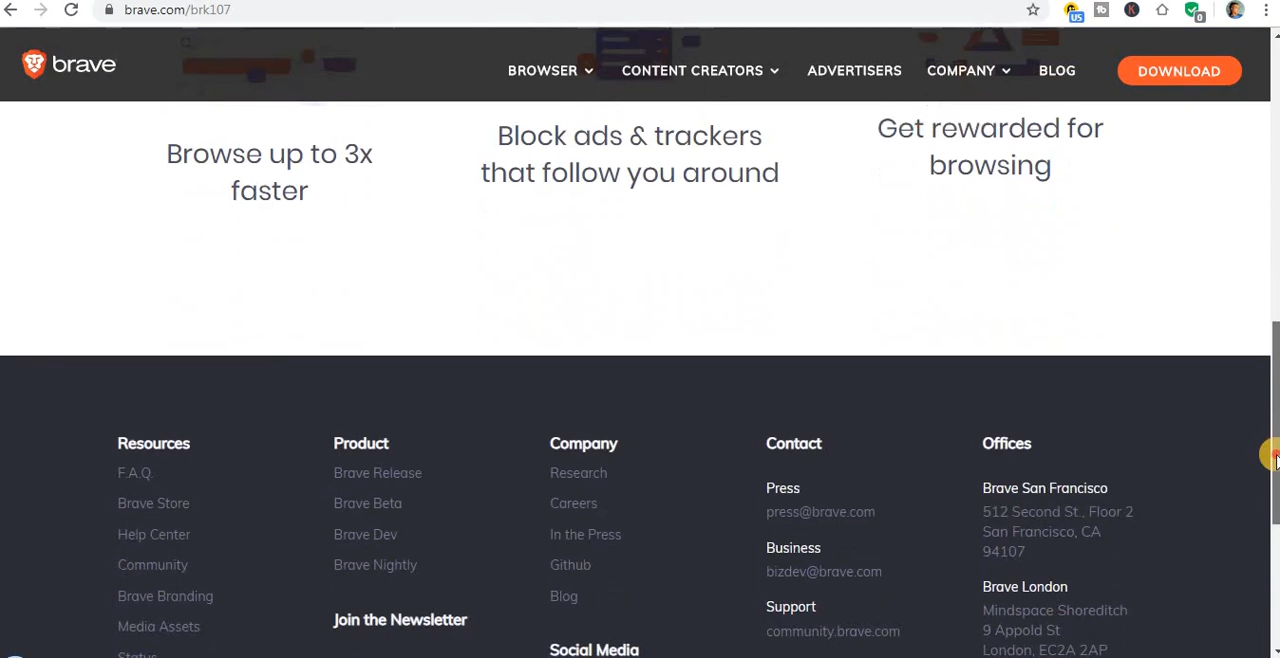 brave.com/brk107
US
tb
K
0
brave
BROWSER
CONTENT CREATORS
ADVERTISERS
COMPANY
BLOG
DOWNLOAD
Browse up to 3x
faster
Block ads & trackers
that follow you around
Get rewarded for
browsing
Resources
F.A.Q.
Brave Store
Help Center
Community
Brave Branding
Media Assets
Status
Product
Brave Release
Brave Beta
Brave Dev
Brave Nightly
Join the Newsletter
Company
Research
Careers
In the Press
Github
Blog
Social Media
Contact
Press
press@brave.com
Business
bizdev@brave.com
Support
community.brave.com
Offices
Brave San Francisco
512 Second St., Floor 2
San Francisco, CA
94107
Brave London
Mindspace Shoreditch
9 Appold St
London, EC2A 2AP